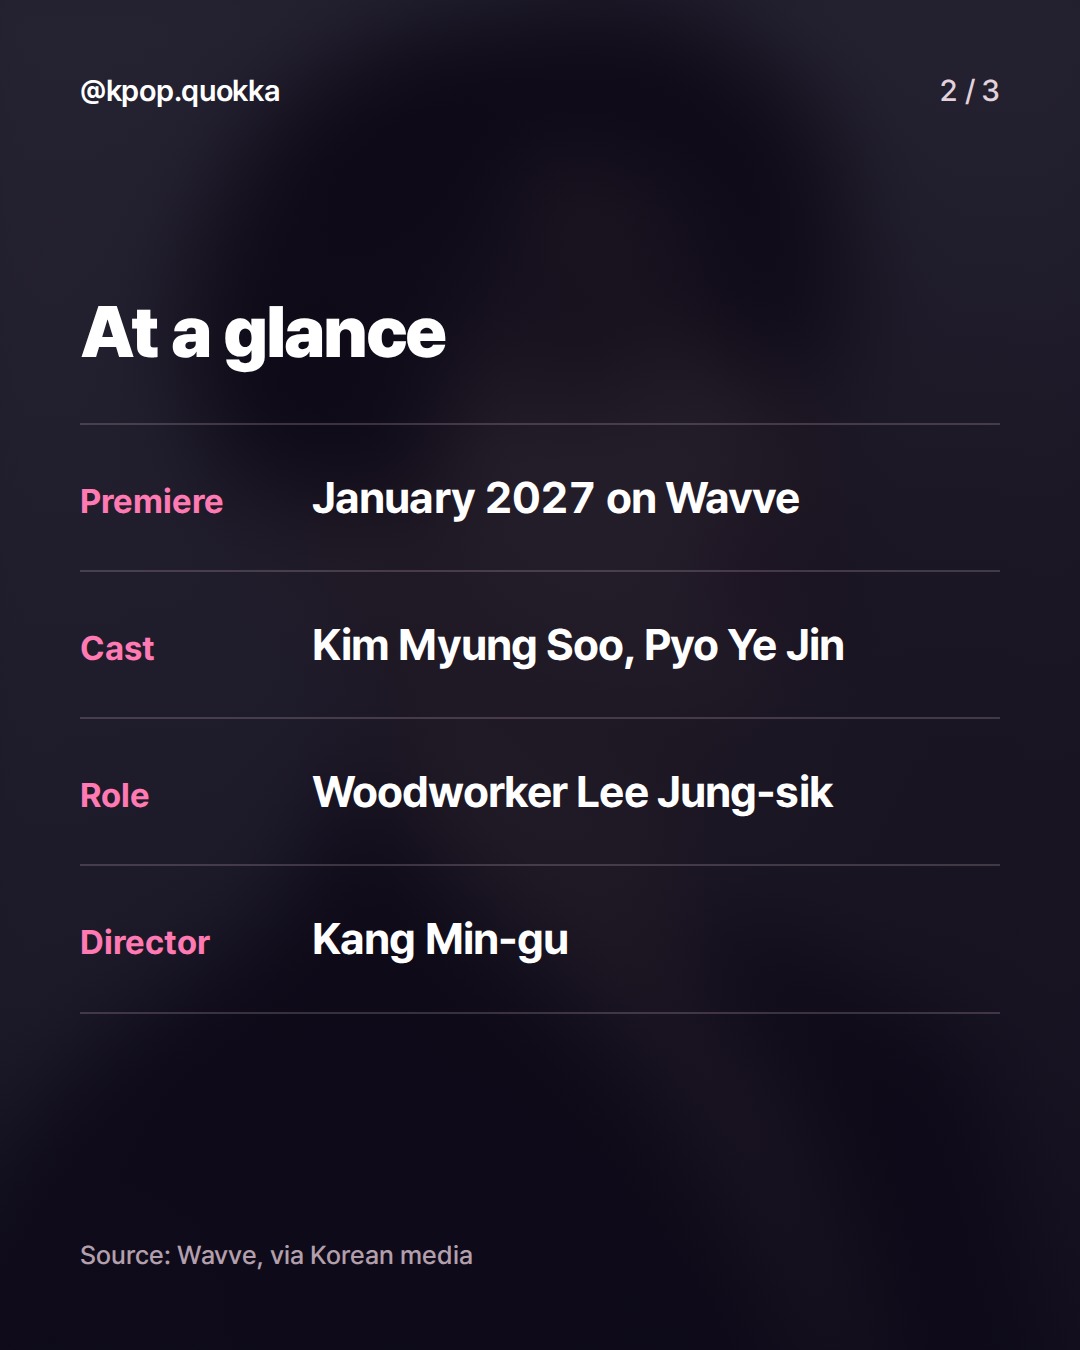 @kpop.quokka
2 / 3
At a glance
Premiere January 2027 on Wavve
Cast Kim Myung Soo, Pyo Ye Jin
Role Woodworker Lee Jung-sik
Director Kang Min-gu
Source: Wavve, via Korean media